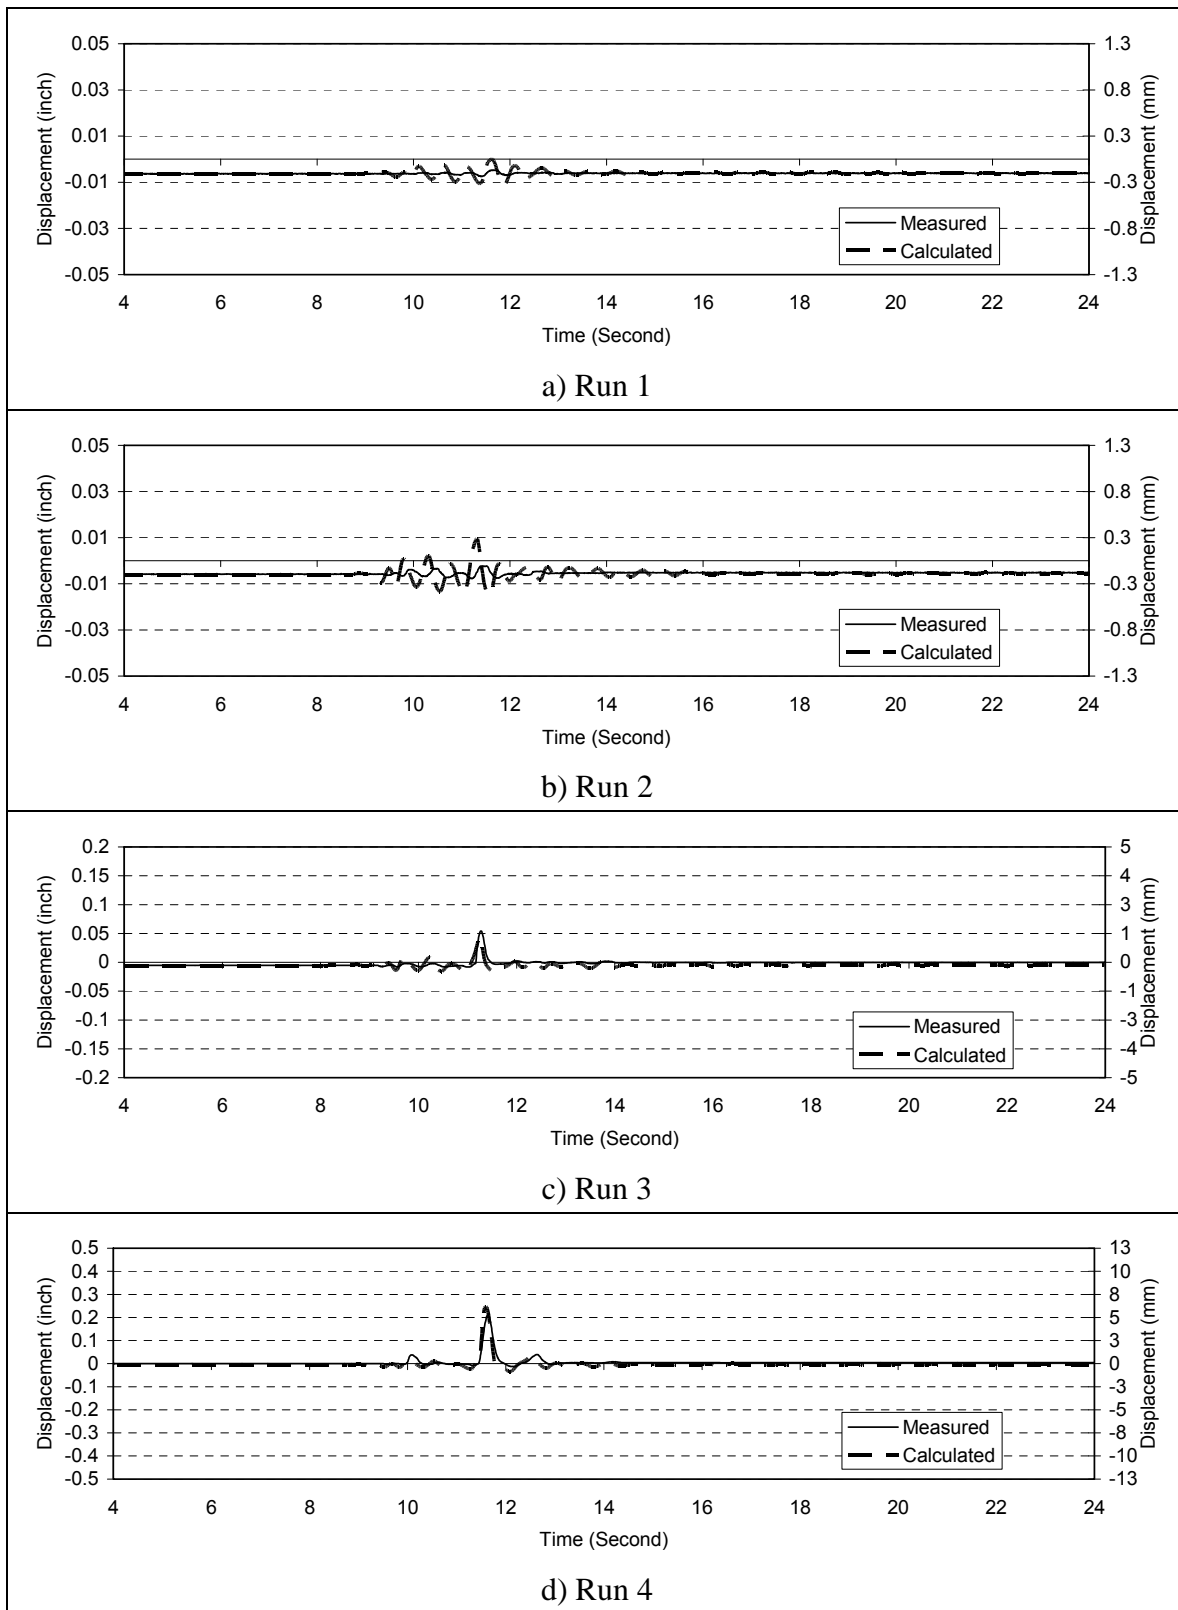 0.05
0.03
0.01
-0.01
-0.03
-0.05
Displacement (inch)
1.3
0.8
0.3
-0.3
-0.8
-1.3
Displacement (mm)
Measured
Calculated
4 6 8 10 12 14 16 18 20 22 24
Time (Second)
a) Run 1
0.05
0.03
0.01
-0.01
-0.03
-0.05
Displacement (inch)
1.3
0.8
0.3
-0.3
-0.8
-1.3
Displacement (mm)
Measured
Calculated
4 6 8 10 12 14 16 18 20 22 24
Time (Second)
b) Run 2
0.2
0.15
0.1
0.05
0
-0.05
-0.1
-0.15
-0.2
Displacement (inch)
5
4
3
1
0
-1
-3
-4
-5
Displacement (mm)
Measured
Calculated
4 6 8 10 12 14 16 18 20 22 24
Time (Second)
c) Run 3
0.5
0.4
0.3
0.2
0.1
0
-0.1
-0.2
-0.3
-0.4
-0.5
Displacement (inch)
13
10
8
5
3
0
-3
-5
-8
-10
-13
Displacement (mm)
Measured
Calculated
4 6 8 10 12 14 16 18 20 22 24
Time (Second)
d) Run 4